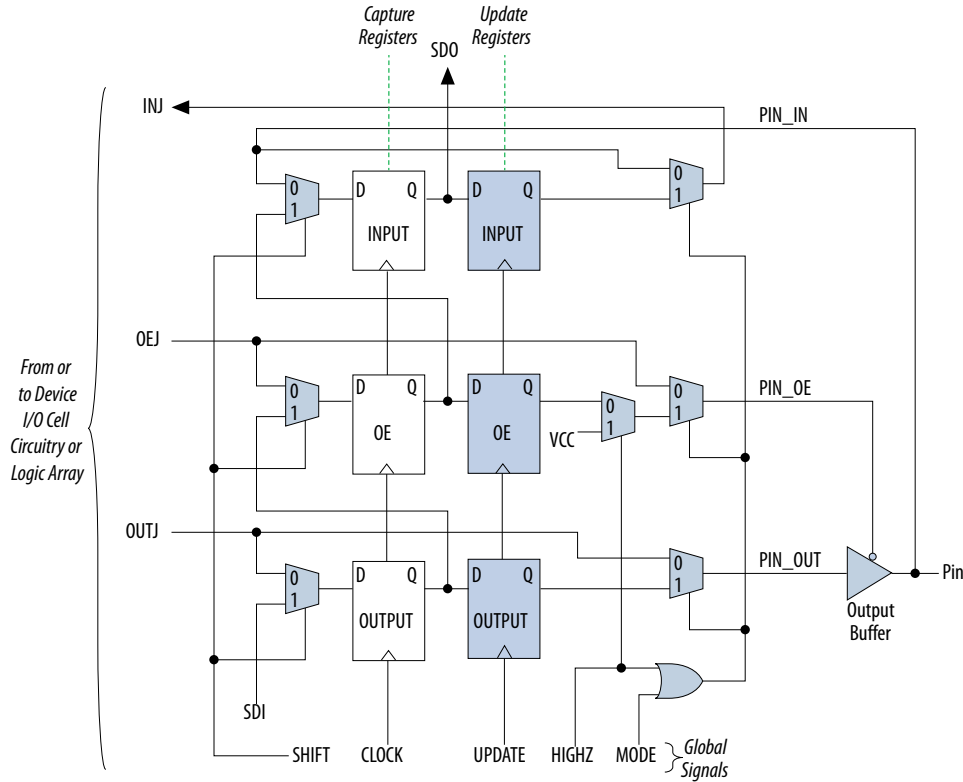 Capture
Registers
Update
Registers
SDO
INJ
PIN_IN
0
1
D Q
INPUT
D Q
INPUT
0
1
OEJ
From or
to Device
I/O Cell
Circuitry or
Logic Array
0
1
D Q
OE
D Q
OE
0
1
VCC
0
1
PIN_OE
OUTJ
0
1
D Q
OUTPUT
D Q
OUTPUT
0
1
PIN_OUT
Pin
Output
Buffer
SDI
SHIFT
CLOCK
UPDATE
HIGHZ
MODE
Global
Signals